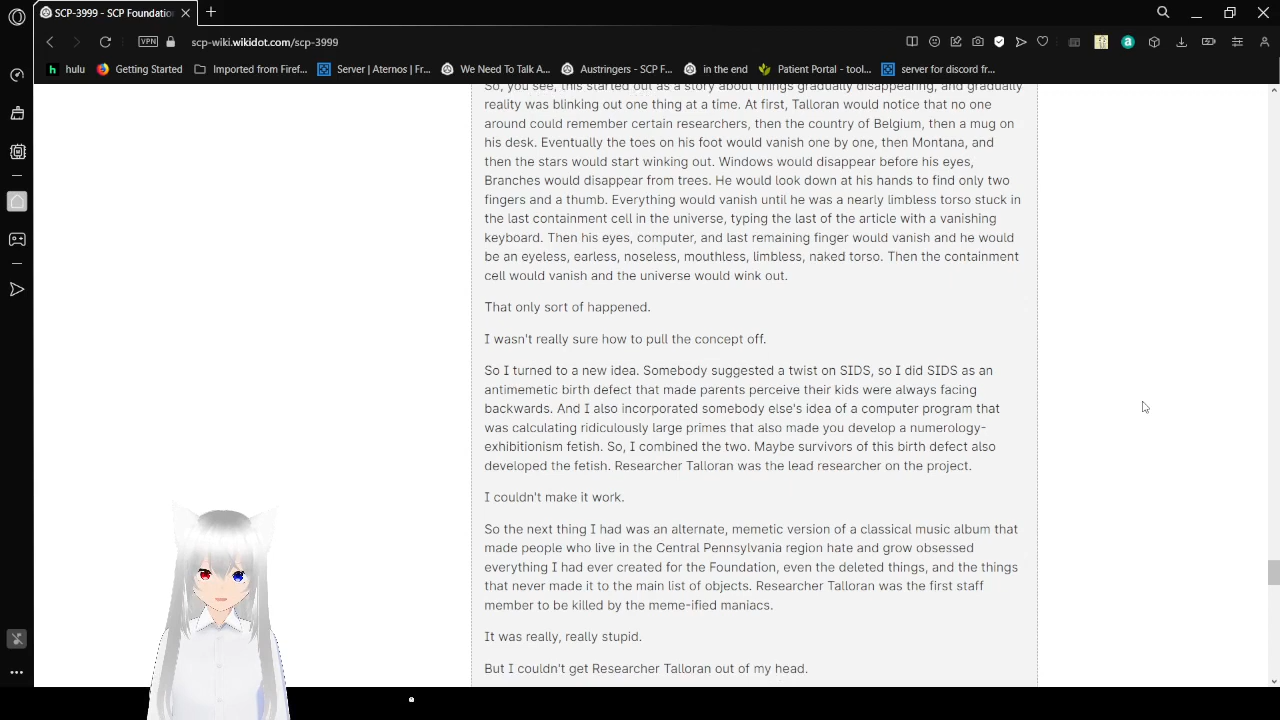 SCP-3999 - SCP Foundatio
VPN
scp-wiki.wikidot.com/scp-3999
hulu
Getting Started
Imported from Firef...
Server | Aternos | Fr...
We Need To Talk A...
Austringers - SCP F...
in the end
Patient Portal - tool...
server for discord fr...
So, you see, this started out as a story about things gradually disappearing, and gradually
reality was blinking out one thing at a time. At first, Talloran would notice that no one
around could remember certain researchers, then the country of Belgium, then a mug on
his desk. Eventually the toes on his foot would vanish one by one, then Montana, and
then the stars would start winking out. Windows would disappear before his eyes,
Branches would disappear from trees. He would look down at his hands to find only two
fingers and a thumb. Everything would vanish until he was a nearly limbless torso stuck in
the last containment cell in the universe, typing the last of the article with a vanishing
keyboard. Then his eyes, computer, and last remaining finger would vanish and he would
be an eyeless, earless, noseless, mouthless, limbless, naked torso. Then the containment
cell would vanish and the universe would wink out.
That only sort of happened.
I wasn't really sure how to pull the concept off.
So I turned to a new idea. Somebody suggested a twist on SIDS, so I did SIDS as an
antimemetic birth defect that made parents perceive their kids were always facing
backwards. And I also incorporated somebody else's idea of a computer program that
was calculating ridiculously large primes that also made you develop a numerology-
exhibitionism fetish. So, I combined the two. Maybe survivors of this birth defect also
developed the fetish. Researcher Talloran was the lead researcher on the project.
I couldn't make it work.
So the next thing I had was an alternate, memetic version of a classical music album that
made people who live in the Central Pennsylvania region hate and grow obsessed
everything I had ever created for the Foundation, even the deleted things, and the things
that never made it to the main list of objects. Researcher Talloran was the first staff
member to be killed by the meme-ified maniacs.
It was really, really stupid.
But I couldn't get Researcher Talloran out of my head.